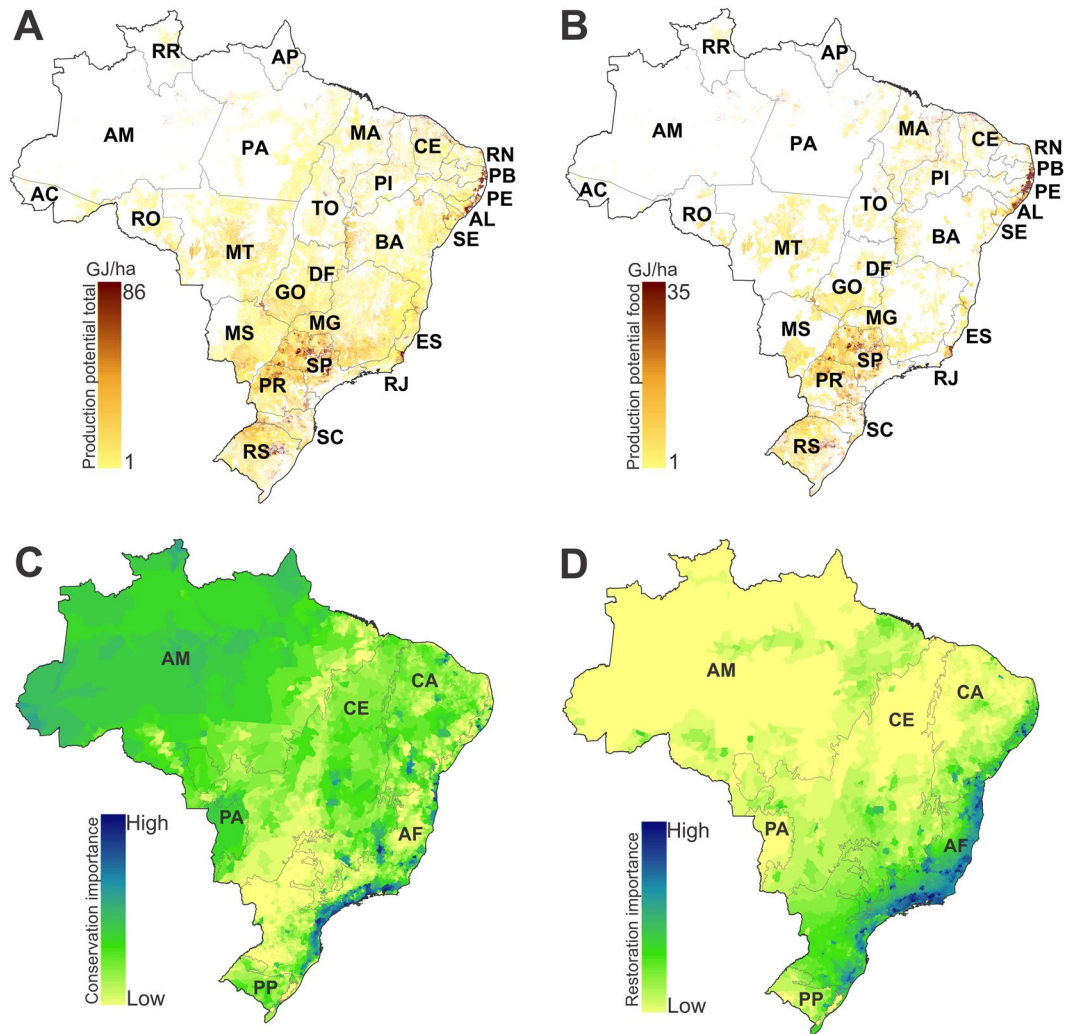 A
RR
AP
AM
PA
MA
CE
RN
PB
PE
AL
SE
AC
RO
PI
TO
BA
MT
DF
GO
MG
MS
ES
SP
RJ
PR
SC
RS
GJ/ha
86
1
Production potential total
B
RR
AP
AM
PA
MA
CE
RN
PB
PE
AL
SE
AC
RO
PI
TO
BA
MT
DF
GO
MG
MS
ES
SP
RJ
PR
SC
RS
GJ/ha
35
1
Production potential food
C
AM
CA
CE
PA
AF
PP
High
Low
Conservation importance
D
AM
CA
CE
PA
AF
PP
High
Low
Restoration importance